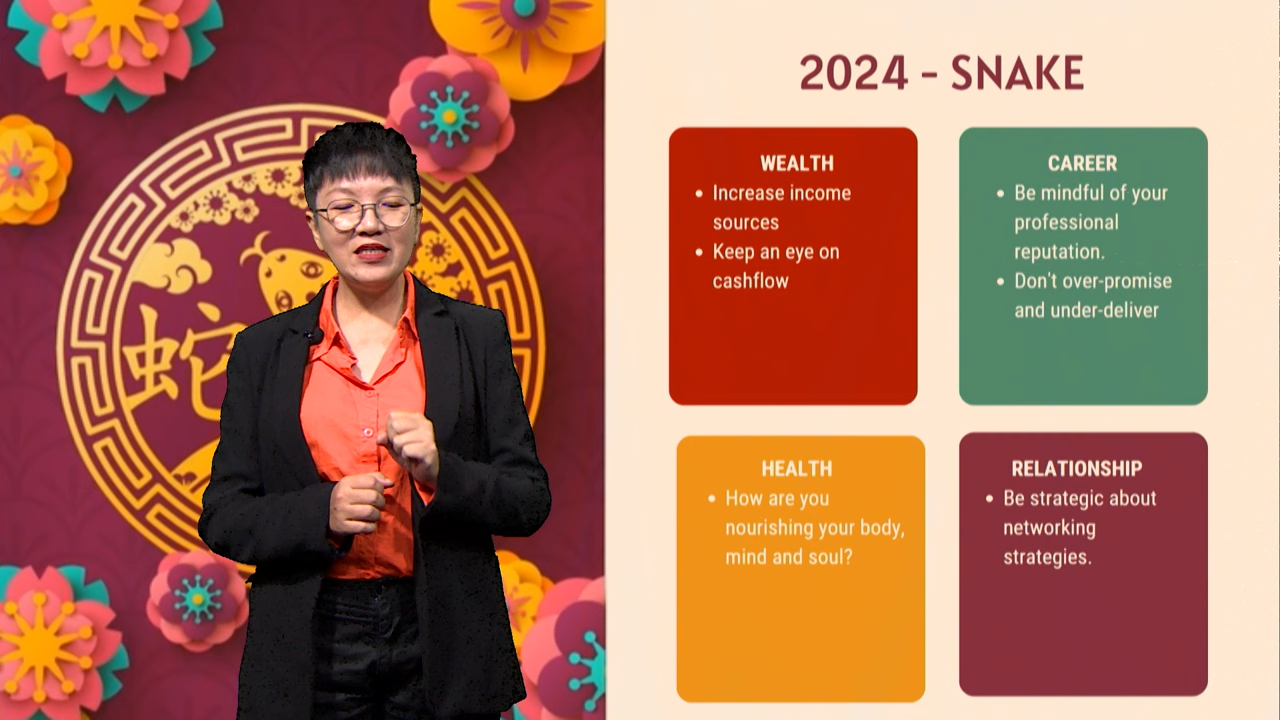 蛇
2024 - SNAKE
WEALTH
• Increase income
sources
• Keep an eye on
cashflow
CAREER
• Be mindful of your
professional
reputation.
• Don't over-promise
and under-deliver
HEALTH
• How are you
nourishing your body,
mind and soul?
RELATIONSHIP
• Be strategic about
networking
strategies.